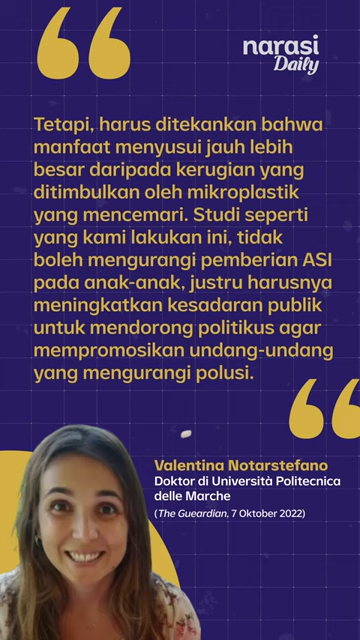 narasi
Daily
Tetapi, harus ditekankan bahwa
manfaat menyusui jauh lebih
besar daripada kerugian yang
ditimbulkan oleh mikroplastik
yang mencemari. Studi seperti
yang kami lakukan ini, tidak
boleh mengurangi pemberian ASI
pada anak-anak, justru harusnya
meningkatkan kesadaran publik
untuk mendorong politikus agar
mempromosikan undang-undang
yang mengurangi polusi.
Valentina Notarstefano
Doktor di Università Politecnica
delle Marche
(The Gueardian, 7 Oktober 2022)